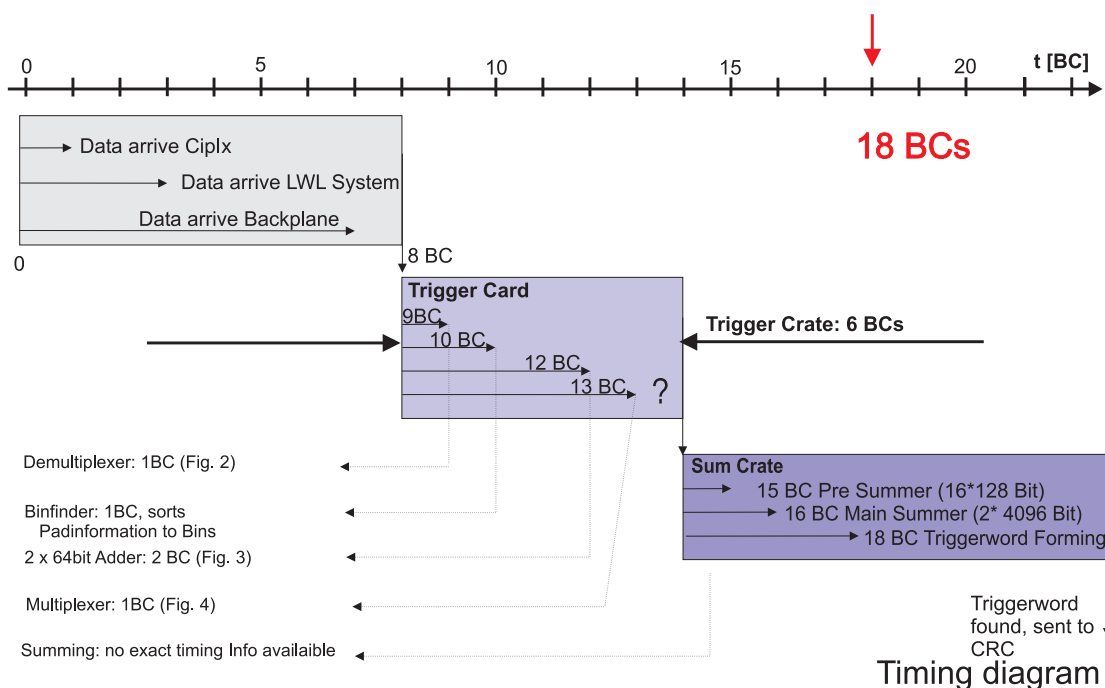 0 5 10 15 20 t [BC]
18 BCs
Data arrive CipIx
Data arrive LWL System
Data arrive Backplane
0
8 BC
Trigger Card
9BC
10 BC
12 BC
13 BC ?
Trigger Crate: 6 BCs
Demultiplexer: 1BC (Fig. 2)
Binfinder: 1BC, sorts
Padinformation to Bins
2 x 64bit Adder: 2 BC (Fig. 3)
Multiplexer: 1BC (Fig. 4)
Summing: no exact timing Info availaible
Sum Crate
15 BC Pre Summer (16*128 Bit)
16 BC Main Summer (2* 4096 Bit)
18 BC Triggerword Forming
Triggerword
found, sent to
CRC
Timing diagram